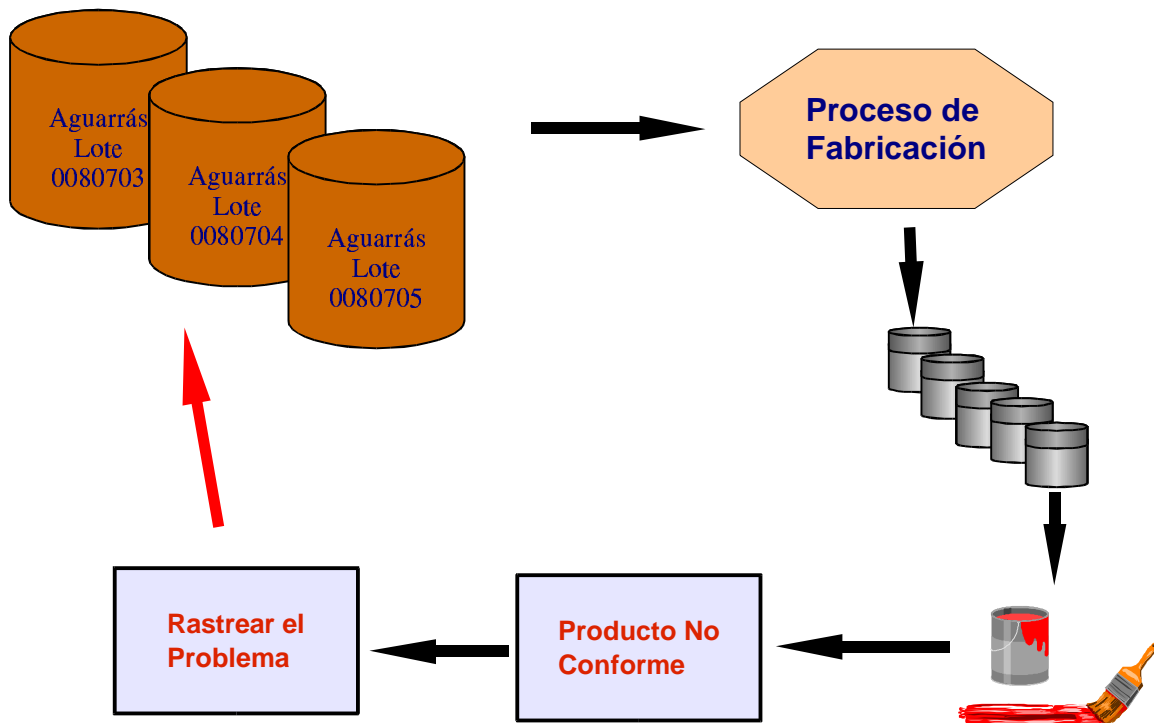 Aguarrás
Lote
0080703
Aguarrás
Lote
0080704
Aguarrás
Lote
0080705
Proceso de
Fabricación
Rastrear el
Problema
Producto No
Conforme